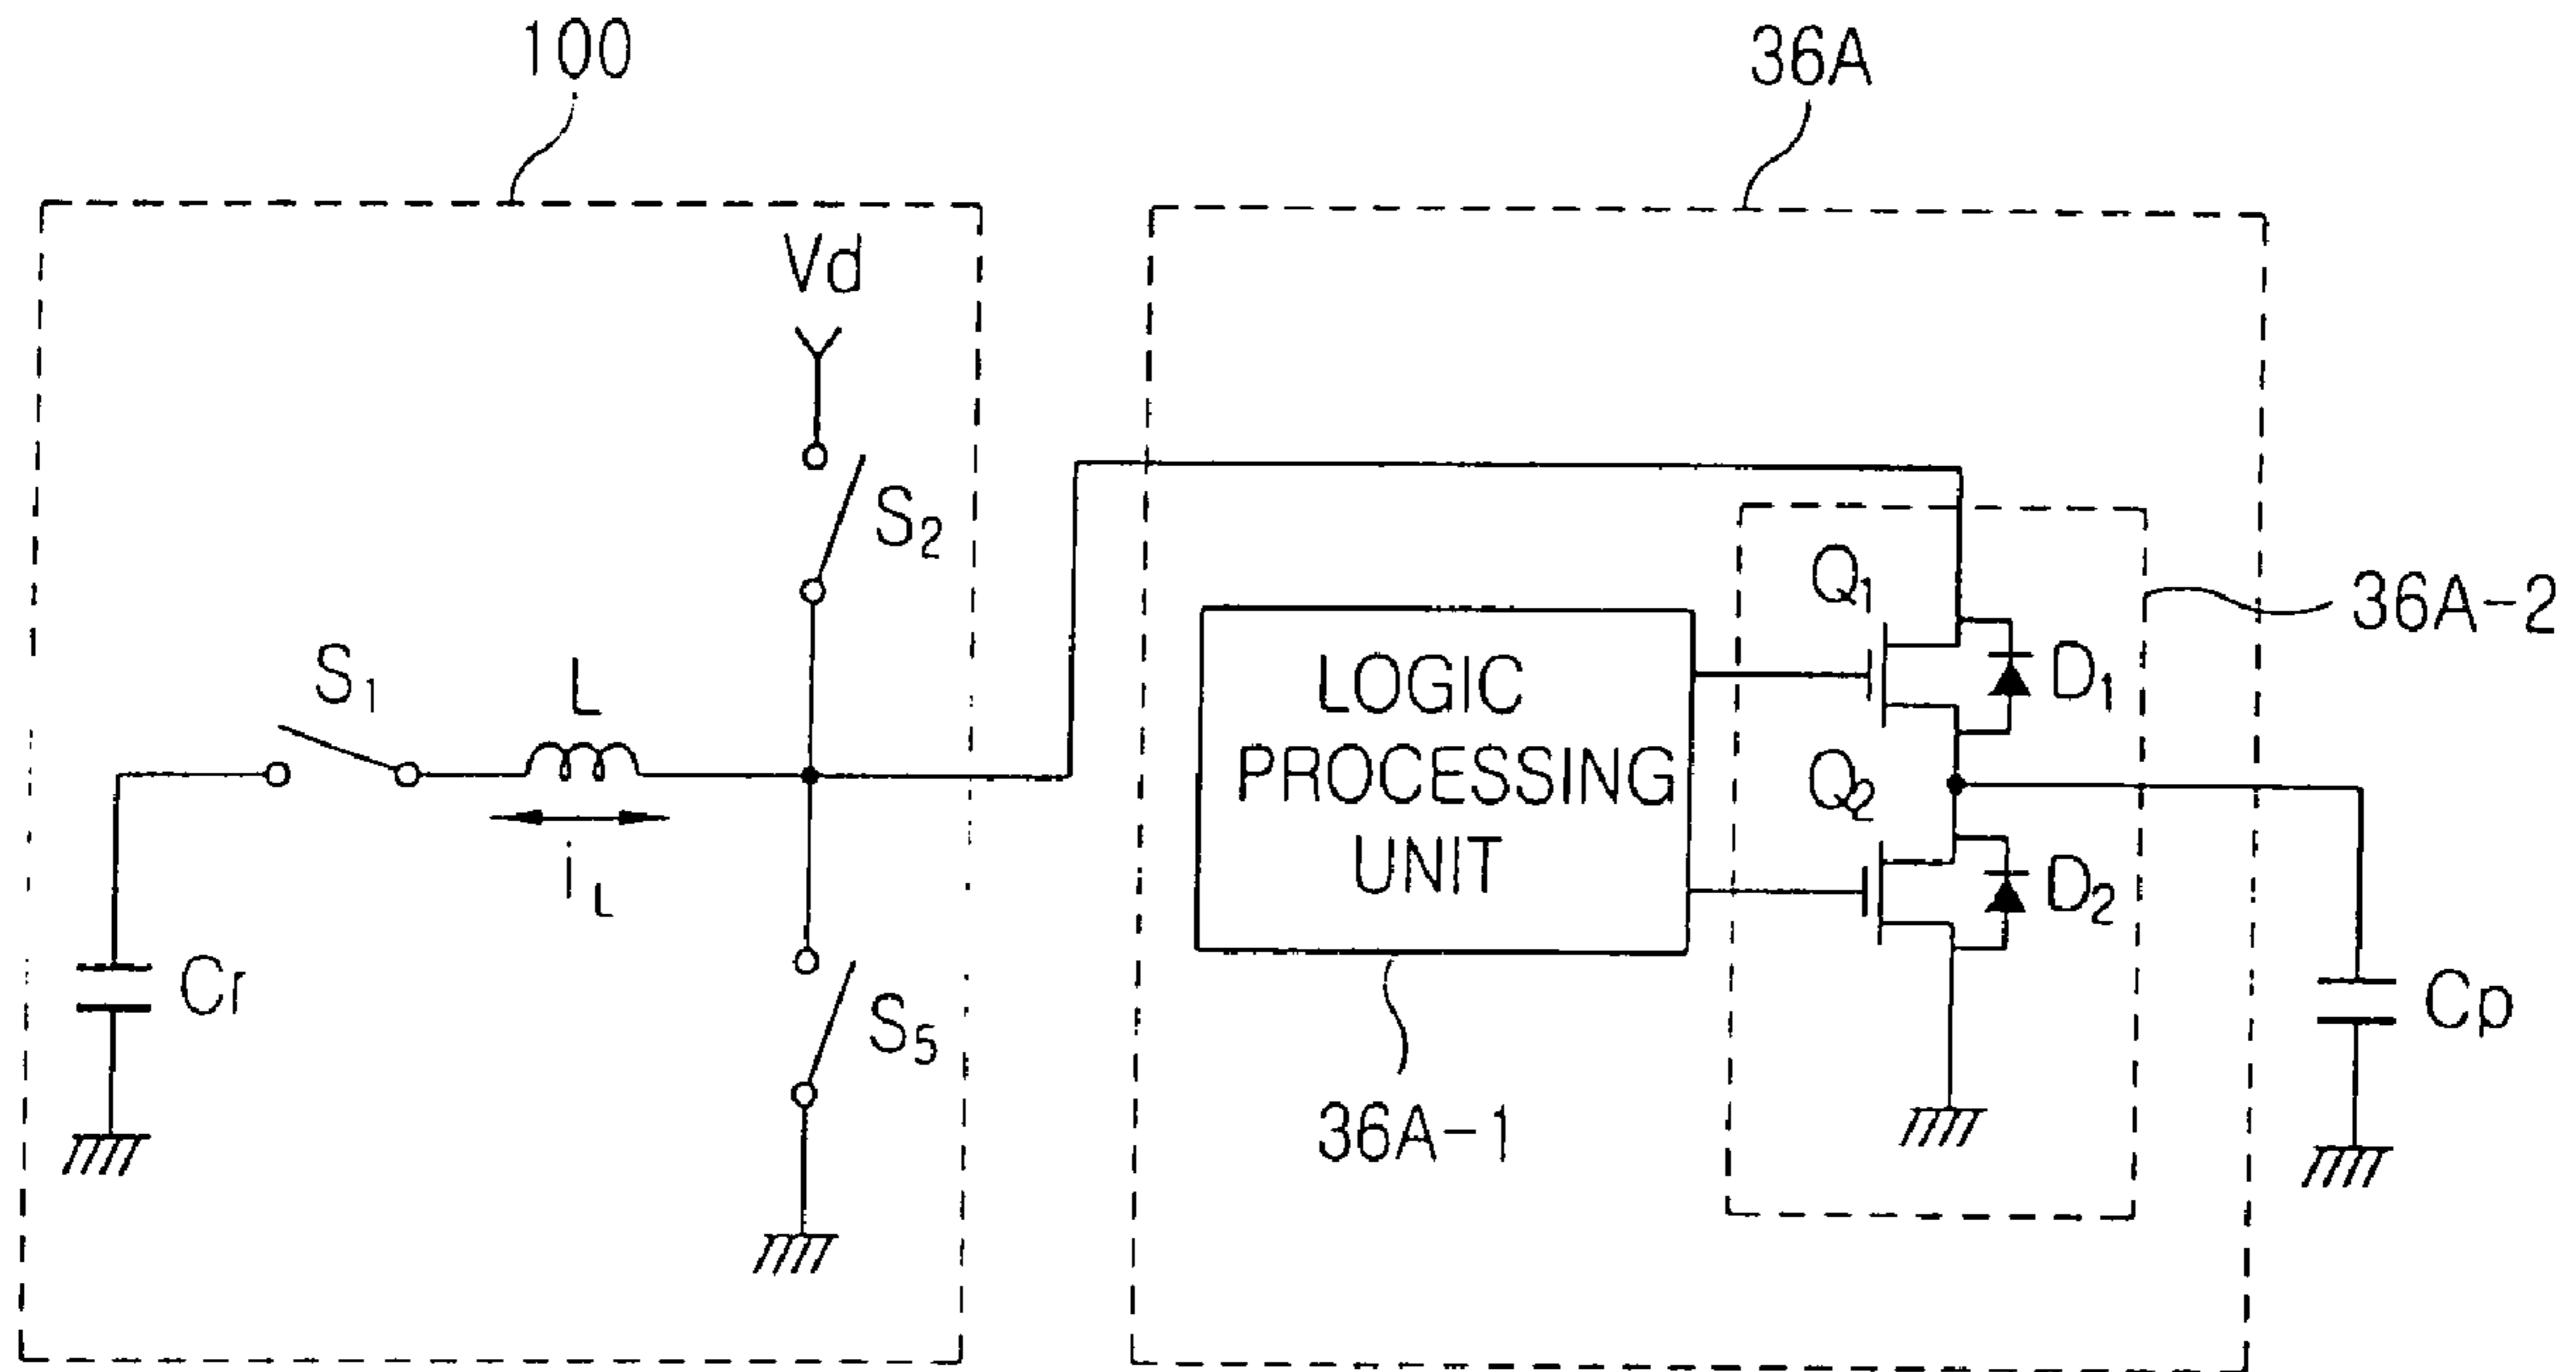 100
36A
Vd
S2
Q1
36A-2
S1
L
LOGIC
PROCESSING
UNIT
D1
Q2
iL
D2
Cr
S5
Cp
36A-1